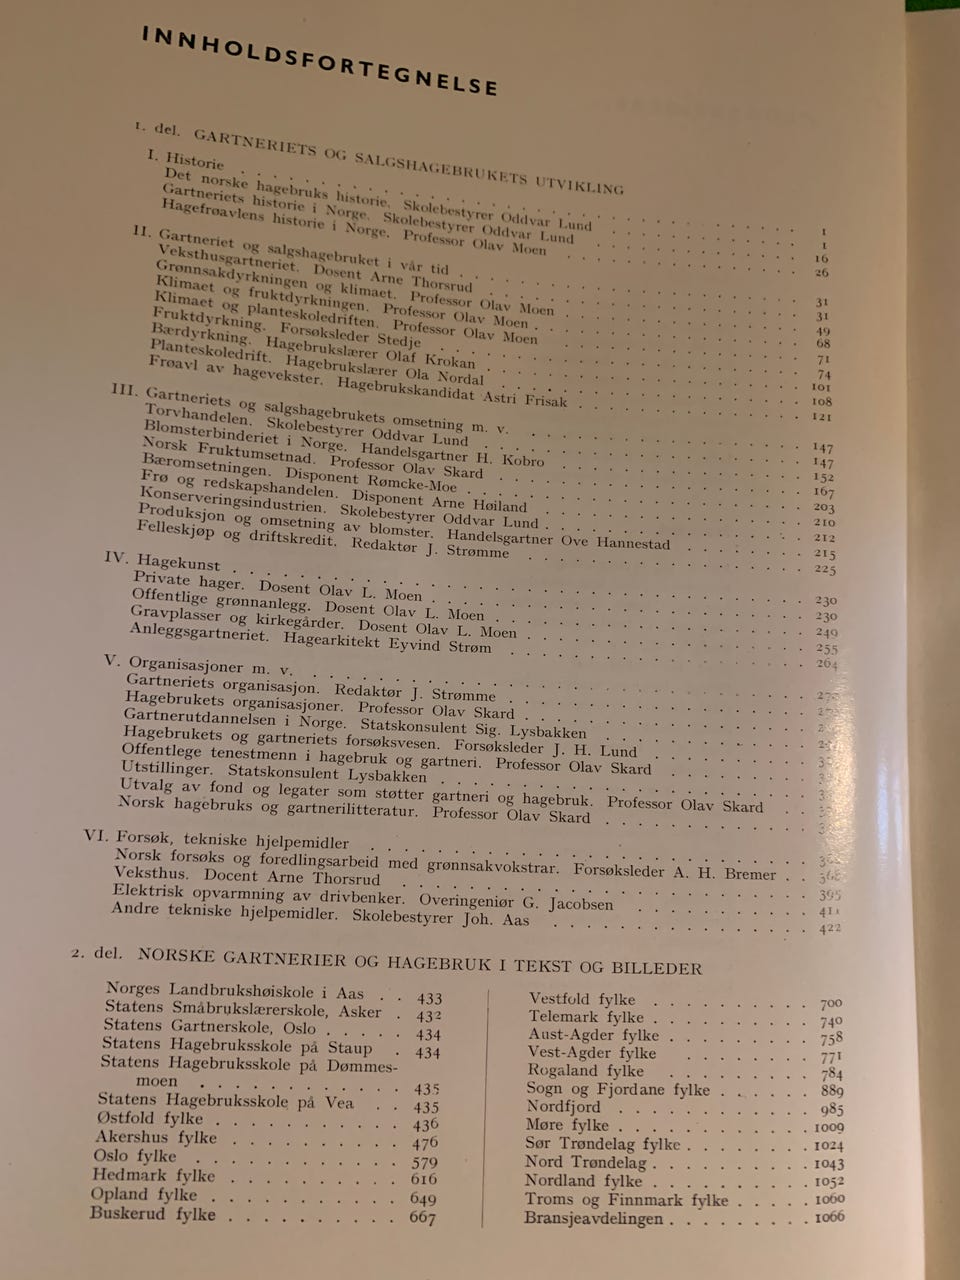 INNHOLDSFORTEGNELSE
1. del. GARTNERIETS OG SALGSHAGEBRUKETS UTVIKLING
I. Historie . . . . . 1
Det norske hagebruks historie. Skolebestyrer Oddvar Lund . . . . . 1
Gartneriets historie i Norge. Skolebestyrer Oddvar Lund . . . . . 16
Hagefrøavlens historie i Norge. Professor Olav Moen . . . . . 26
II. Gartneriet og salgshagebruket i vår tid . . . . . 31
Veksthusgartneriet. Dosent Arne Thorsrud . . . . . 31
Grønnsakdyrkningen og klimaet. Professor Olav Moen . . . . . 49
Klimaet og fruktdyrkningen. Professor Olav Moen . . . . . 68
Klimaet og planteskoledriften. Professor Olav Moen . . . . . 71
Fruktdyrkning. Forsøksleder Stedje . . . . . 74
Bærdyrkning. Hagebrukslærer Olaf Krokan . . . . . 101
Planteskoledrift. Hagebrukslærer Ola Nordal . . . . . 108
Frøavl av hagevekster. Hagebrukskandidat Astri Frisak . . . . . 121
III. Gartneriets og salgshagebrukets omsetning m. v. . . . . . 147
Torvhandelen. Skolebestyrer Oddvar Lund . . . . . 147
Blomsterbinderiet i Norge. Handelsgartner H. Kobro . . . . . 152
Norsk Fruktumsetnad. Professor Olav Skard . . . . . 167
Bæromsetningen. Disponent Rømcke-Moe . . . . . 203
Frø og redskapshandelen. Disponent Arne Høiland . . . . . 210
Konserveringsindustrien. Skolebestyrer Oddvar Lund . . . . . 212
Produksjon og omsetning av blomster. Handelsgartner Ove Hannestad . . . . . 215
Felleskjøp og driftskredit. Redaktør J. Strømme . . . . . 225
IV. Hagekunst . . . . . 230
Private hager. Dosent Olav L. Moen . . . . . 230
Offentlige grønnanlegg. Dosent Olav L. Moen . . . . . 249
Gravplasser og kirkegårder. Dosent Olav L. Moen . . . . . 255
Anleggsgartneriet. Hagearkitekt Eyvind Strøm . . . . . 264
V. Organisasjoner m. v. . . . . .
Gartneriets organisasjon. Redaktør J. Strømme . . . . .
Hagebrukets organisasjoner. Professor Olav Skard . . . . .
Gartnerutdannelsen i Norge. Statskonsulent Sig. Lysbakken . . . . .
Hagebrukets og gartneriets forsøksvesen. Forsøksleder J. H. Lund . . . . .
Offentlege tenestmenn i hagebruk og gartneri. Professor Olav Skard . . . . .
Utstillinger. Statskonsulent Lysbakken . . . . .
Utvalg av fond og legater som støtter gartneri og hagebruk. Professor Olav Skard . . . . .
Norsk hagebruks og gartnerilitteratur. Professor Olav Skard . . . . .
VI. Forsøk, tekniske hjelpemidler . . . . .
Norsk forsøks og foredlingsarbeid med grønnsakvokstrar. Forsøksleder A. H. Bremer . . 368
Veksthus. Docent Arne Thorsrud . . . . . 395
Elektrisk opvarmning av drivbenker. Overingeniør G. Jacobsen . . . . . 411
Andre tekniske hjelpemidler. Skolebestyrer Joh. Aas . . . . . 422
2. del. NORSKE GARTNERIER OG HAGEBRUK I TEKST OG BILLEDER
Norges Landbrukshøiskole i Aas . . 433
Statens Småbrukslærerskole, Asker . 432
Statens Gartnerskole, Oslo . . . . . 434
Statens Hagebruksskole på Staup . 434
Statens Hagebruksskole på Dømmes-
moen . . . . . 435
Statens Hagebruksskole på Vea . . 435
Østfold fylke . . . . . 436
Akershus fylke . . . . . 476
Oslo fylke . . . . . 579
Hedmark fylke . . . . . 616
Opland fylke . . . . . 649
Buskerud fylke . . . . . 667
Vestfold fylke . . . . . 700
Telemark fylke . . . . . 740
Aust-Agder fylke . . . . . 758
Vest-Agder fylke . . . . . 771
Rogaland fylke . . . . . 784
Sogn og Fjordane fylke . . . . . 889
Nordfjord . . . . . 985
Møre fylke . . . . . 1009
Sør Trøndelag fylke . . . . . 1024
Nord Trøndelag . . . . . 1043
Nordland fylke . . . . . 1052
Troms og Finnmark fylke . . . . . 1060
Bransjeavdelingen . . . . . 1066